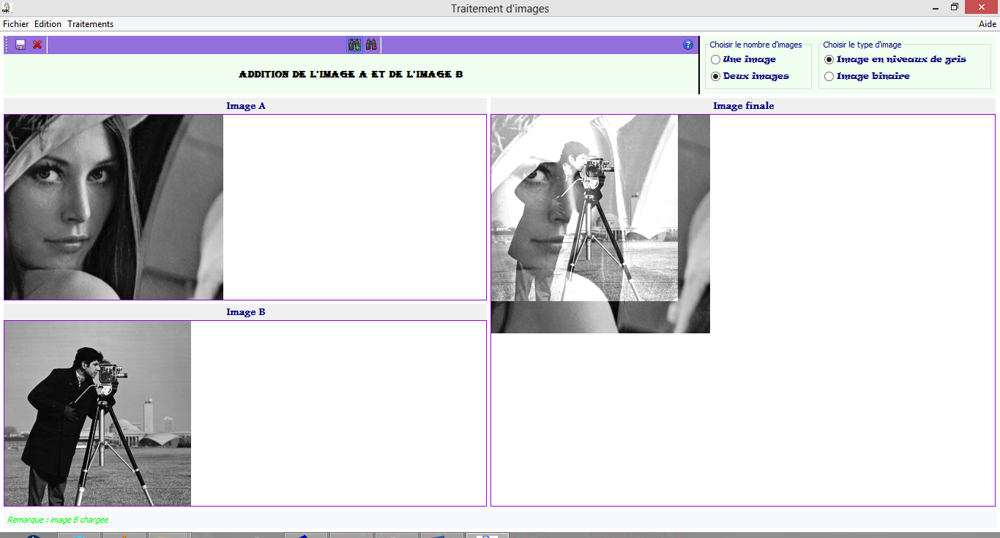 Traitement d'images
Fichier Edition Traitements Aide
Choisir le nombre d'images
Une image
Deux images
Choisir le type d'image
Image en niveaux de gris
Image binaire
ADDITION DE L'IMAGE A ET DE L'IMAGE B
Image A
Image finale
Image B
Remarque : image B chargee